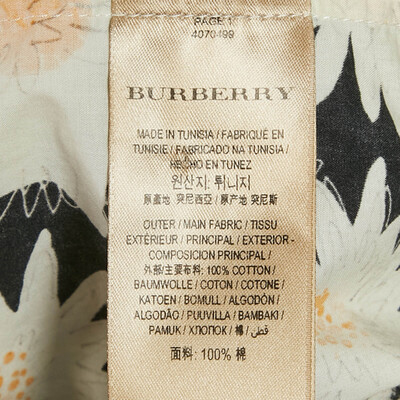 PAGE 1
4070499
BURBERRY
MADE IN TUNISIA / FABRIQUÉ EN
TUNISIE / FABRICADO NA TUNISIA /
HECHO EN TUNEZ
원산지: 튀니지
原產地: 突尼西亞 / 原产地 突尼斯
OUTER / MAIN FABRIC / TISSU
EXTÉRIEUR / PRINCIPAL / EXTERIOR -
COMPOSICION PRINCIPAL /
外部/主要布料: 100% COTTON /
BAUMWOLLE / COTON / COTONE /
KATOEN / BOMULL / ALGODÓN /
ALGODÃO / PUUVILLA / BAMBAKI /
PAMUK / ХЛОПОК / 棉 / قطن
面料: 100% 棉